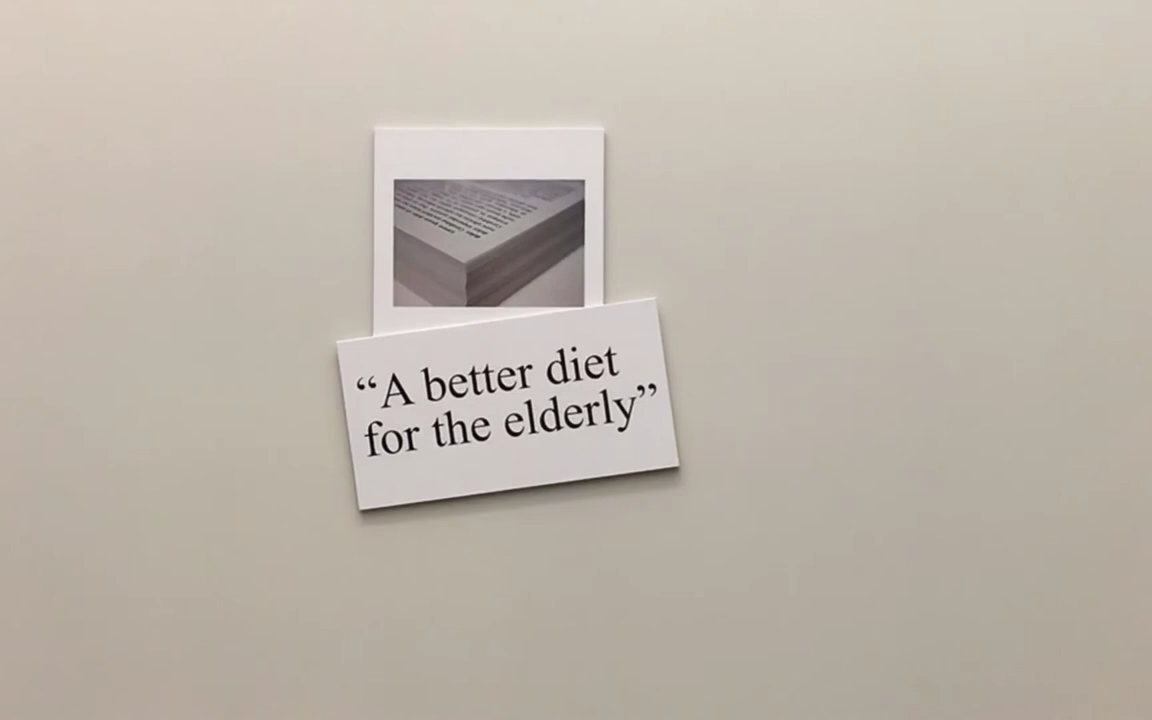 “A better diet
for the elderly”